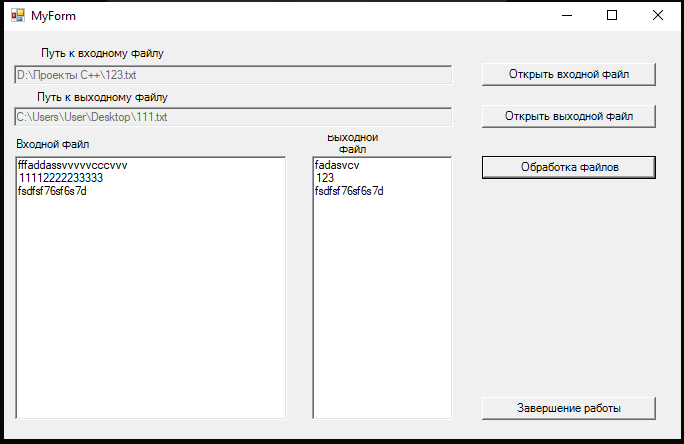 MyForm
Путь к входному файлу
D:\Проекты C++\123.txt
Открыть входной файл
Путь к выходному файлу
C:\Users\User\Desktop\111.txt
Открыть выходной файл
Входной файл
Выходной
файл
fffaddassvvvvvcccvvv
11112222233333
fsdfsf76sf6s7d
fadasvcv
123
fsdfsf76sf6s7d
Обработка файлов
Завершение работы